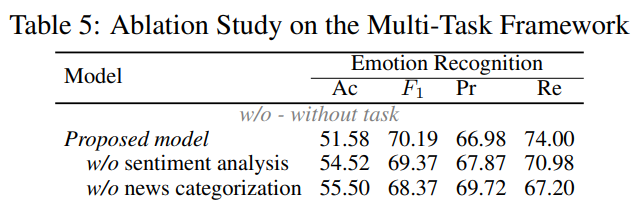 Table 5: Ablation Study on the Multi-Task Framework
Model Emotion Recognition
Ac F1 Pr Re
w/o - without task
Proposed model 51.58 70.19 66.98 74.00
w/o sentiment analysis 54.52 69.37 67.87 70.98
w/o news categorization 55.50 68.37 69.72 67.20